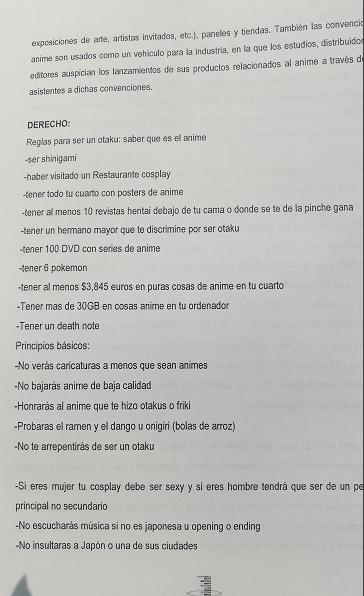 exposiciones de arte, artistas invitados, etc.), paneles y tiendas. También las
anime son usados como un vehículo para la industria, en la que los estudios,
editores auspician los lanzamientos de sus productos relacionados al anime a través
asistentes a dichas convenciones.
DERECHO:
Reglas para ser un otaku: saber que es el anime
-ser shinigami
-haber visitado un Restaurante cosplay
-tener todo tu cuarto con posters de anime
-tener al menos 10 revistas hentai debajo de tu cama o donde se te de la pinche gana
-tener un hermano mayor que te discrimine por ser otaku
-tener 100 DVD con series de anime
-tener 6 pokemon
-tener al menos $3,845 euros en puras cosas de anime en tu cuarto
-Tener mas de 30GB en cosas anime en tu ordenador
-Tener un death note
Principios básicos:
-No verás caricaturas a menos que sean animes
-No bajarás anime de baja calidad
-Honrarás al anime que te hizo otakus o friki
-Probaras el ramen y el dango u onigiri (bolas de arroz)
-No te arrepentirás de ser un otaku
-Si eres mujer tu cosplay debe ser sexy y si eres hombre tendrá que ser de un
principal no secundario
-No escucharás música si no es japonesa u opening o ending
-No insultaras a Japón o una de sus ciudades